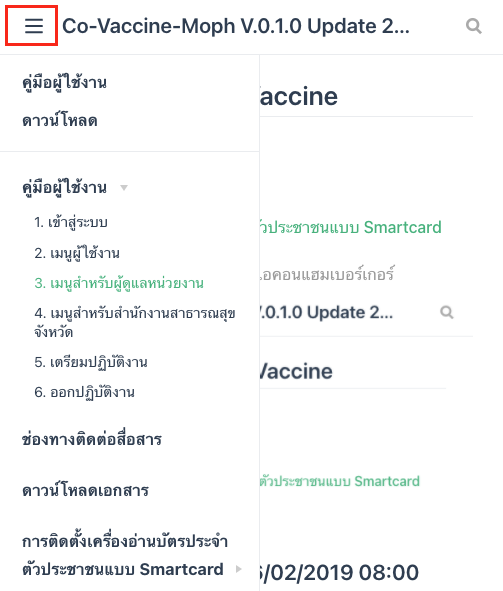 Co-Vaccine-Moph V.0.1.0 Update 2...
คู่มือผู้ใช้งาน
ดาวน์โหลด
คู่มือผู้ใช้งาน
1. เข้าสู่ระบบ
2. เมนูผู้ใช้งาน
3. เมนูสำหรับผู้ดูแลหน่วยงาน
4. เมนูสำหรับสำนักงานสาธารณสุข
จังหวัด
5. เตรียมปฏิบัติงาน
6. ออกปฏิบัติงาน
ช่องทางติดต่อสื่อสาร
ดาวน์โหลดเอกสาร
การติดตั้งเครื่องอ่านบัตรประจำ
ตัวประชาชนแบบ Smartcard
accine
ตัวประชาชนแบบ Smartcard
ไอคอนแฮมเบอร์เกอร์
.0.1.0 Update 2...
Vaccine
ตัวประชาชนแบบ Smartcard
6/02/2019 08:00